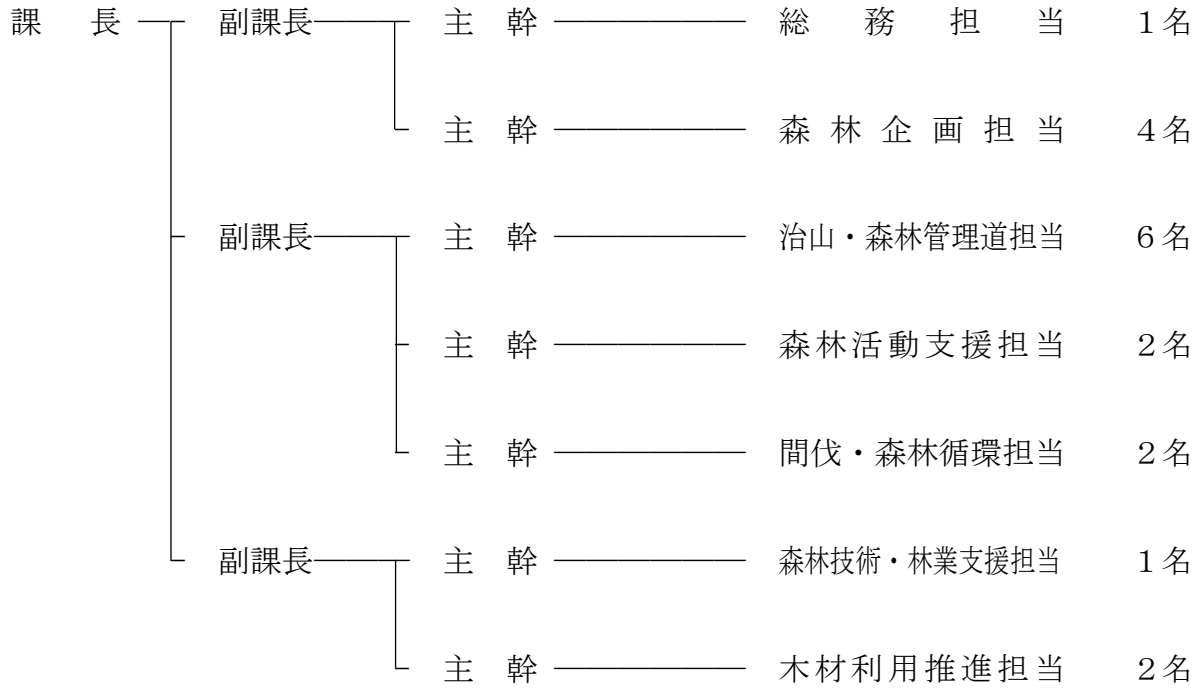 課長 副課長 主幹 総務担当 1名
主幹 森林企画担当 4名
副課長 主幹 治山・森林管理道担当 6名
主幹 森林活動支援担当 2名
主幹 間伐・森林循環担当 2名
副課長 主幹 森林技術・林業支援担当 1名
主幹 木材利用推進担当 2名